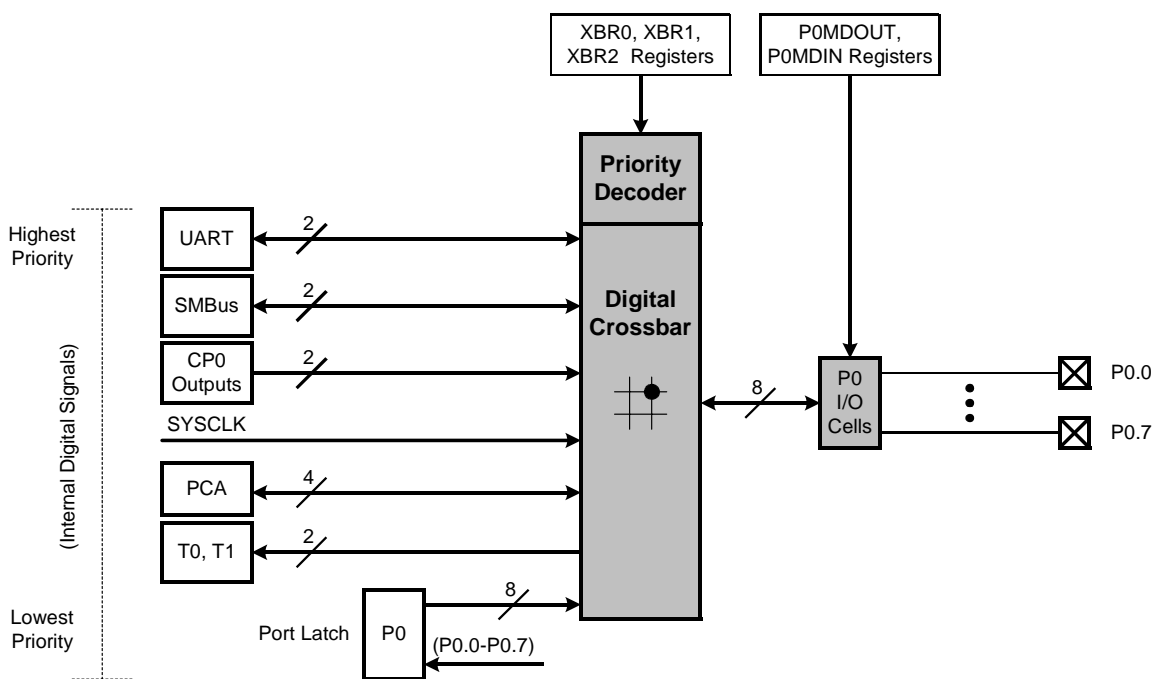 XBR0, XBR1,
XBR2 Registers
P0MDOUT,
P0MDIN Registers
Priority
Decoder
Highest
Priority
UART
2
SMBus
2
Digital
Crossbar
CP0
Outputs
2
SYSCLK
PCA
4
T0, T1
2
(Internal Digital Signals)
8
P0
I/O
Cells
P0.0
P0.7
Lowest
Priority
Port Latch
P0
8
(P0.0-P0.7)